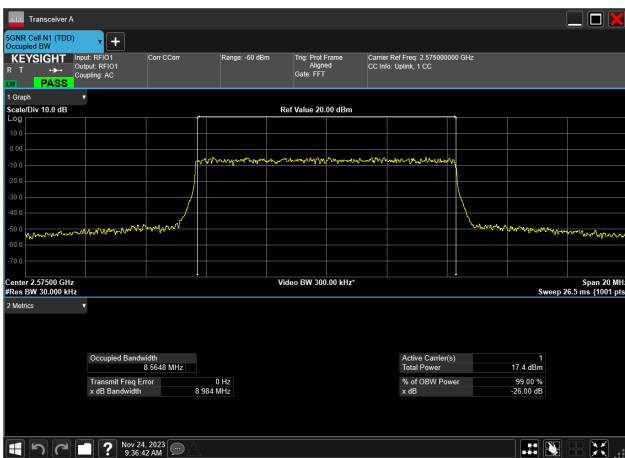 Transceiver A
5GNR Cell N1 (TDD)
Occupied BW
KEYSIGHT
R T
PASS
Input: RFIO1
Output: RFIO1
Coupling: AC
Corr CCorr
Range: -60 dBm
Trig: Prot Frame
Aligned
Gate: FFT
Carrier Ref Freq: 2.575000000 GHz
CC Info: Uplink, 1 CC
1 Graph
Scale/Div 10.0 dB
Ref Value 20.00 dBm
Log
10.0
0.00
-10.0
-20.0
-30.0
-40.0
-50.0
-60.0
-70.0
Center 2.57500 GHz
Video BW 300.00 kHz*
Span 20 MHz
#Res BW 30.000 kHz
Sweep 26.5 ms (1001 pts
2 Metrics
Occupied Bandwidth
8.5648 MHz
Active Carrier(s) 1
Total Power 17.4 dBm
Transmit Freq Error 0 Hz
x dB Bandwidth 8.984 MHz
% of OBW Power 99.00 %
x dB -26.00 dB
Nov 24, 2023
9:36:42 AM